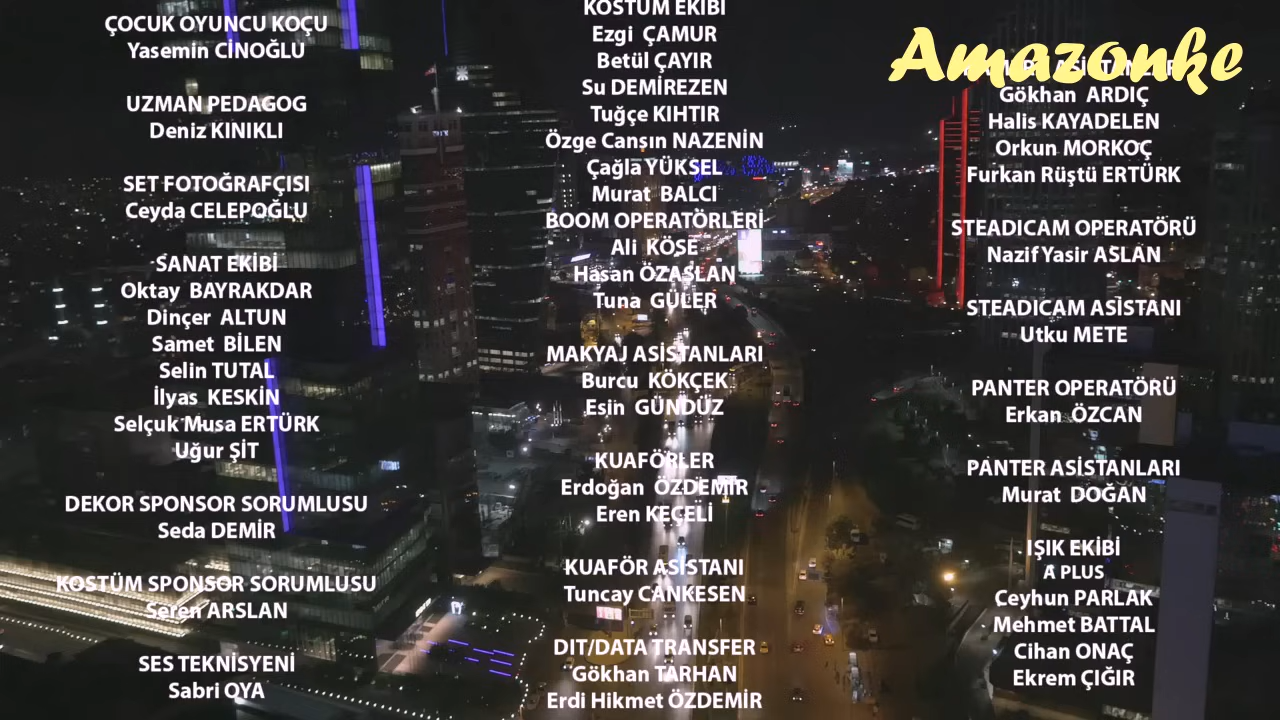 ÇOCUK OYUNCU KOÇU
Yasemin CİNOĞLU
UZMAN PEDAGOG
Deniz KINIKLI
SET FOTOĞRAFÇISI
Ceyda CELEPOĞLU
SANAT EKİBİ
Oktay BAYRAKDAR
Dinçer ALTUN
Samet BİLEN
Selin TUTAL
İlyas KESKİN
Selçuk Musa ERTÜRK
Uğur ŞİT
DEKOR SPONSOR SORUMLUSU
Seda DEMİR
KOSTÜM SPONSOR SORUMLUSU
Seren ARSLAN
SES TEKNİSYENİ
Sabri OYA
KOSTÜM EKİBİ
Ezgi ÇAMUR
Betül ÇAYIR
Su DEMİREZEN
Tuğçe KIHTIR
Özge Canşın NAZENİN
Çağla YÜKSEL
Murat BALCI
BOOM OPERATÖRLERİ
Ali KÖSE
Hasan ÖZASLAN
Tuna GÜLER
MAKYAJ ASİSTANLARI
Burcu KÖKÇEK
Esin GÜNDÜZ
KUAFÖRLER
Erdoğan ÖZDEMİR
Eren KEÇELİ
KUAFÖR ASİSTANI
Tuncay CANKESEN
DIT/DATA TRANSFER
Gökhan TARHAN
Erdi Hikmet ÖZDEMİR
Amazonke
Gökhan ARDIÇ
Halis KAYADELEN
Orkun MORKOÇ
Furkan Rüştü ERTÜRK
STEADICAM OPERATÖRÜ
Nazif Yasir ASLAN
STEADICAM ASİSTANI
Utku METE
PANTER OPERATÖRÜ
Erkan ÖZCAN
PANTER ASİSTANLARI
Murat DOĞAN
IŞIK EKİBİ
A PLUS
Ceyhun PARLAK
Mehmet BATTAL
Cihan ONAÇ
Ekrem ÇIĞIR